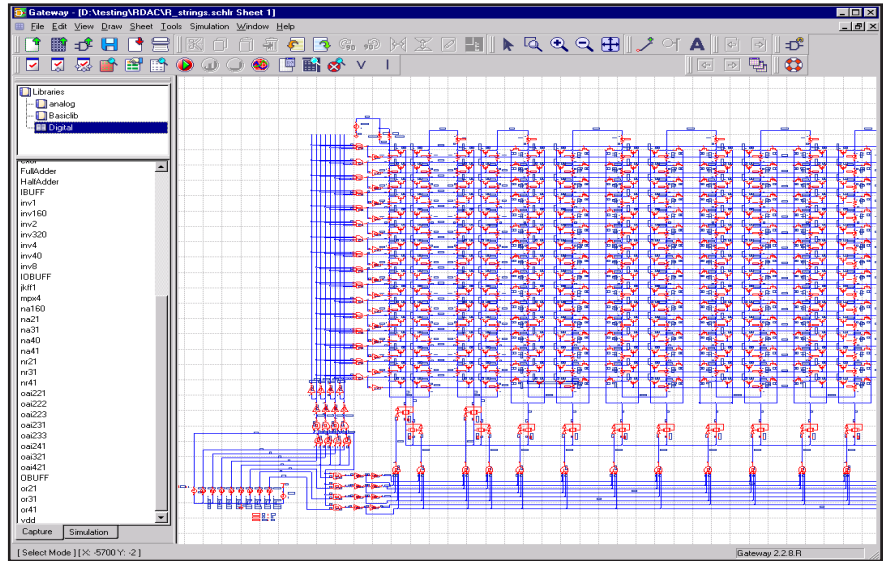 Gateway - [D:\testing\RDAC\R_strings.schlr Sheet 1]
File Edit View Draw Sheet Tools Simulation Window Help
V I
Libraries
analog
Basiclib
Digital
FullAdder
HalfAdder
IBUFF
inv1
inv160
inv2
inv320
inv4
inv40
inv8
IOBUFF
jkff1
mpx4
na160
na21
na31
na40
na41
nr21
nr31
nr41
oai221
oai222
oai223
oai231
oai233
oai241
oai321
oai421
OBUFF
or21
or31
or41
vdd
Capture Simulation
[ Select Mode ] [ X: -5700 Y: -2 ] Gateway 2.2.8.R